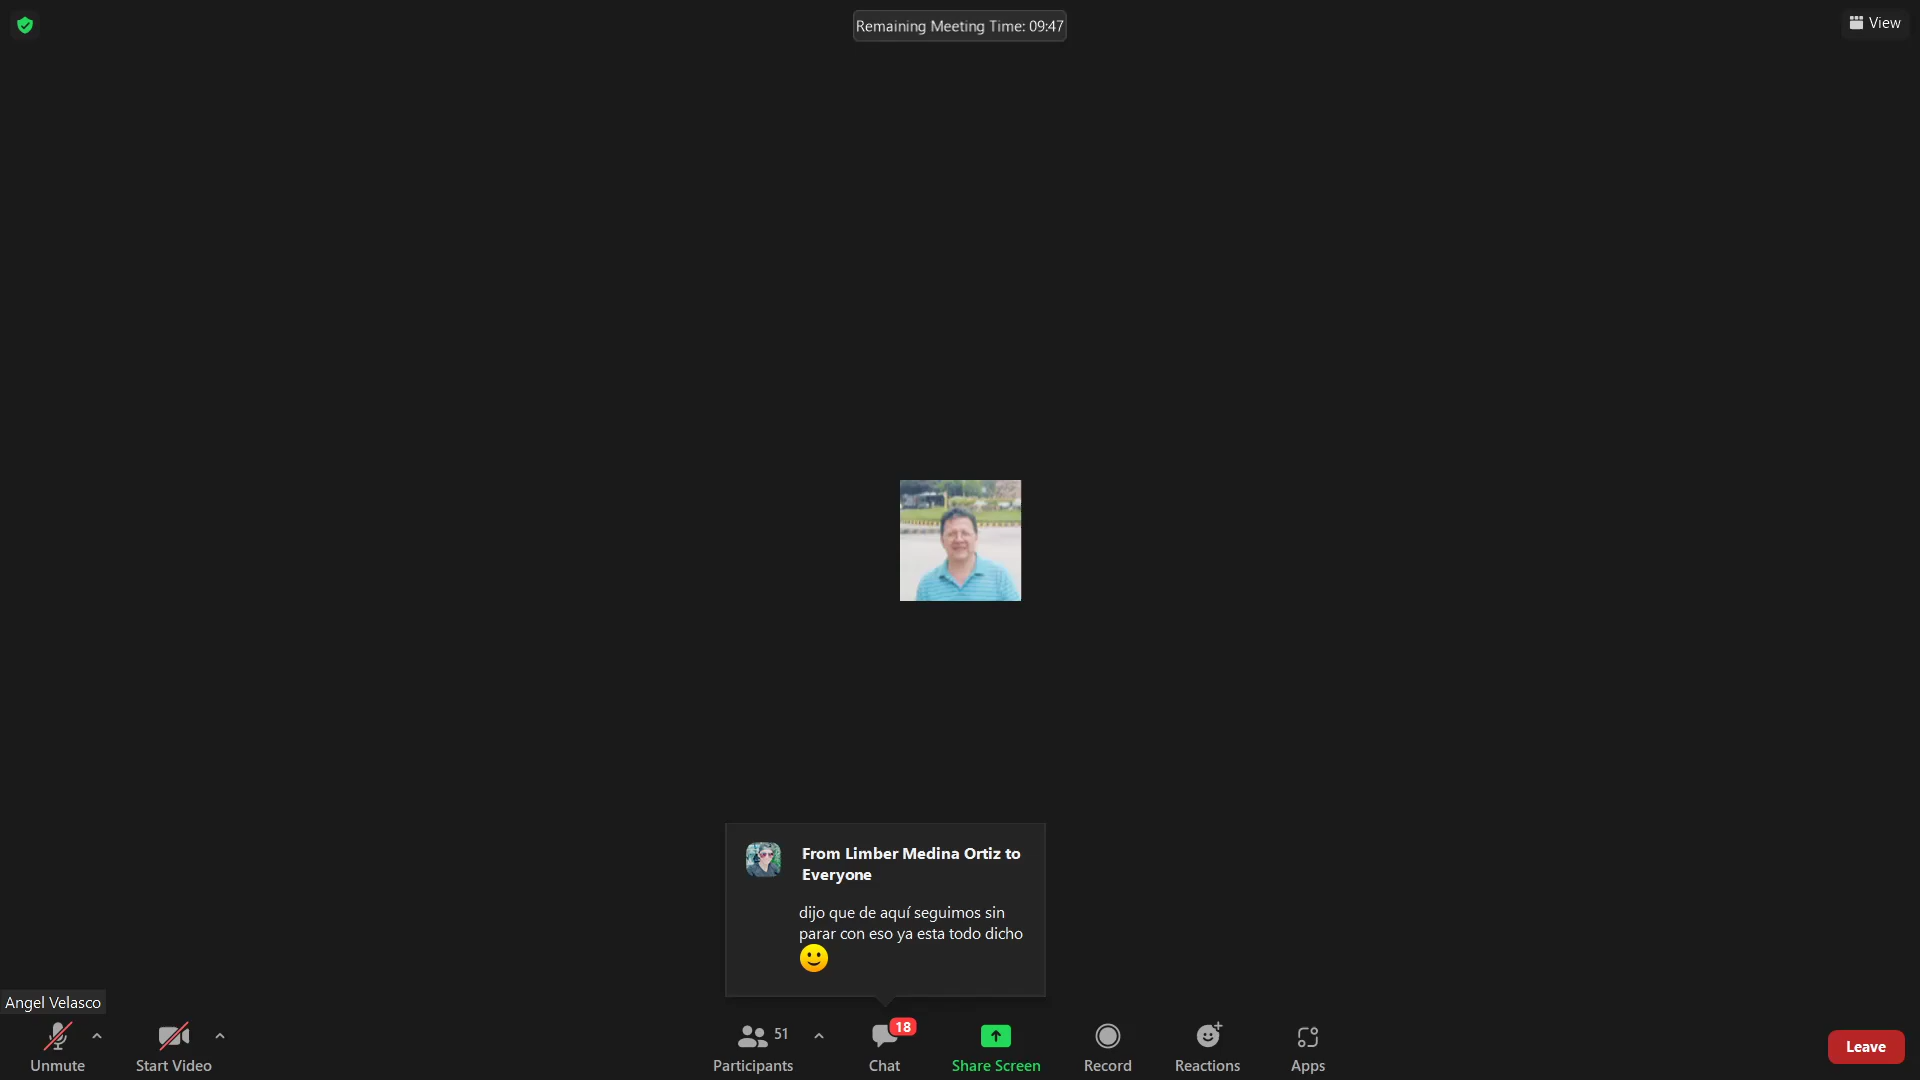 Remaining Meeting Time: 09:47
View
From Limber Medina Ortiz to
Everyone
dijo que de aquí seguimos sin
parar con eso ya esta todo dicho
🙂
Angel Velasco
Unmute
Start Video
51
Participants
18
Chat
Share Screen
Record
Reactions
Apps
Leave